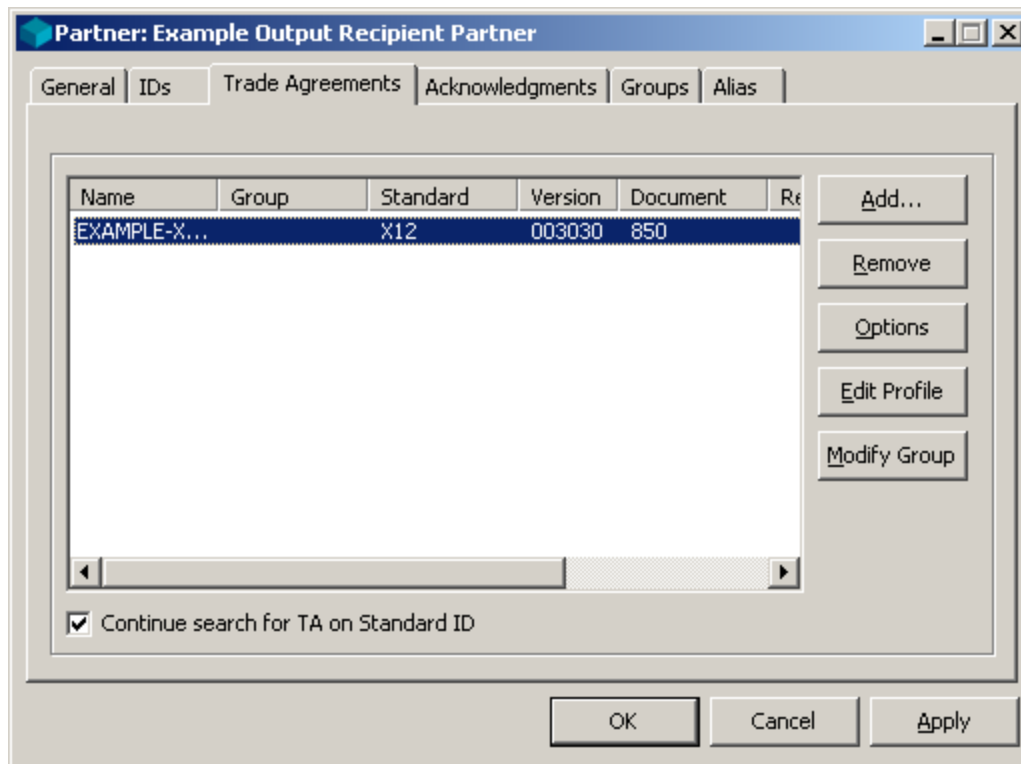 Partner: Example Output Recipient Partner
General IDs Trade Agreements Acknowledgments Groups Alias
Name Group Standard Version Document Re
EXAMPLE-X... X12 003030 850
Add...
Remove
Options
Edit Profile
Modify Group
Continue search for TA on Standard ID
OK Cancel Apply